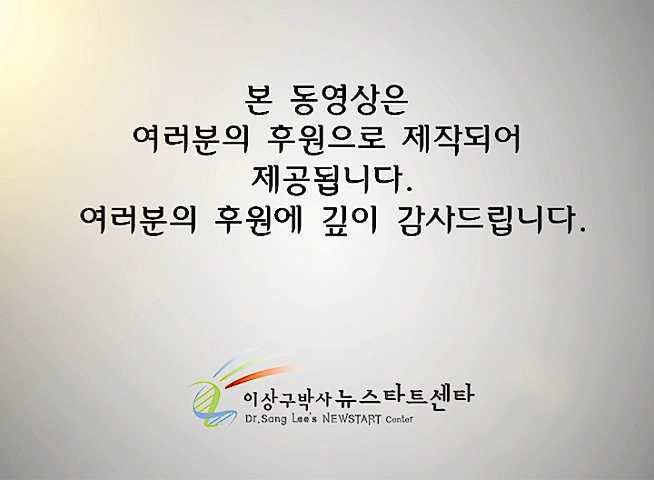 본 동영상은
여러분의 후원으로 제작되어
제공됩니다.
여러분의 후원에 깊이 감사드립니다.
이상구박사 뉴스타트센타
Dr.Sang Lee's NEWSTART Center